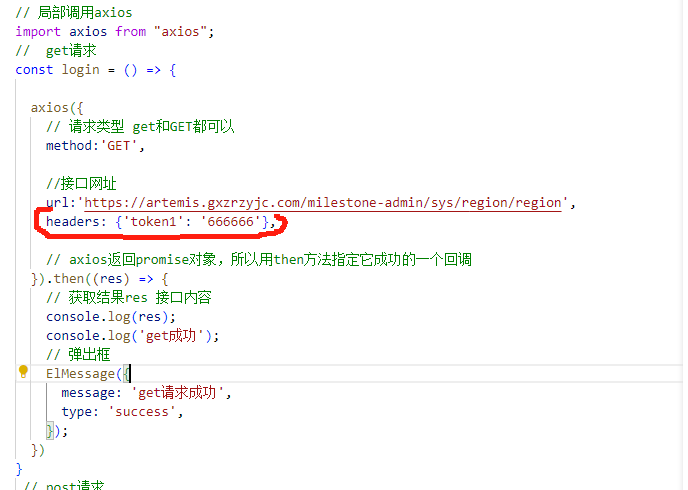 // 局部调用axios
import axios from "axios";
//  get请求
const login = () => {
axios({
// 请求类型 get和GET都可以
method:'GET',
//接口网址
url:'https://artemis.gxzrzyjc.com/milestone-admin/sys/region/region',
headers: {'token1': '666666'},
// axios返回promise对象，所以用then方法指定它成功的一个回调
}).then((res) => {
// 获取结果res 接口内容
console.log(res);
console.log('get成功');
// 弹出框
ElMessage({
message: 'get请求成功',
type: 'success',
});
})
}
// post请求